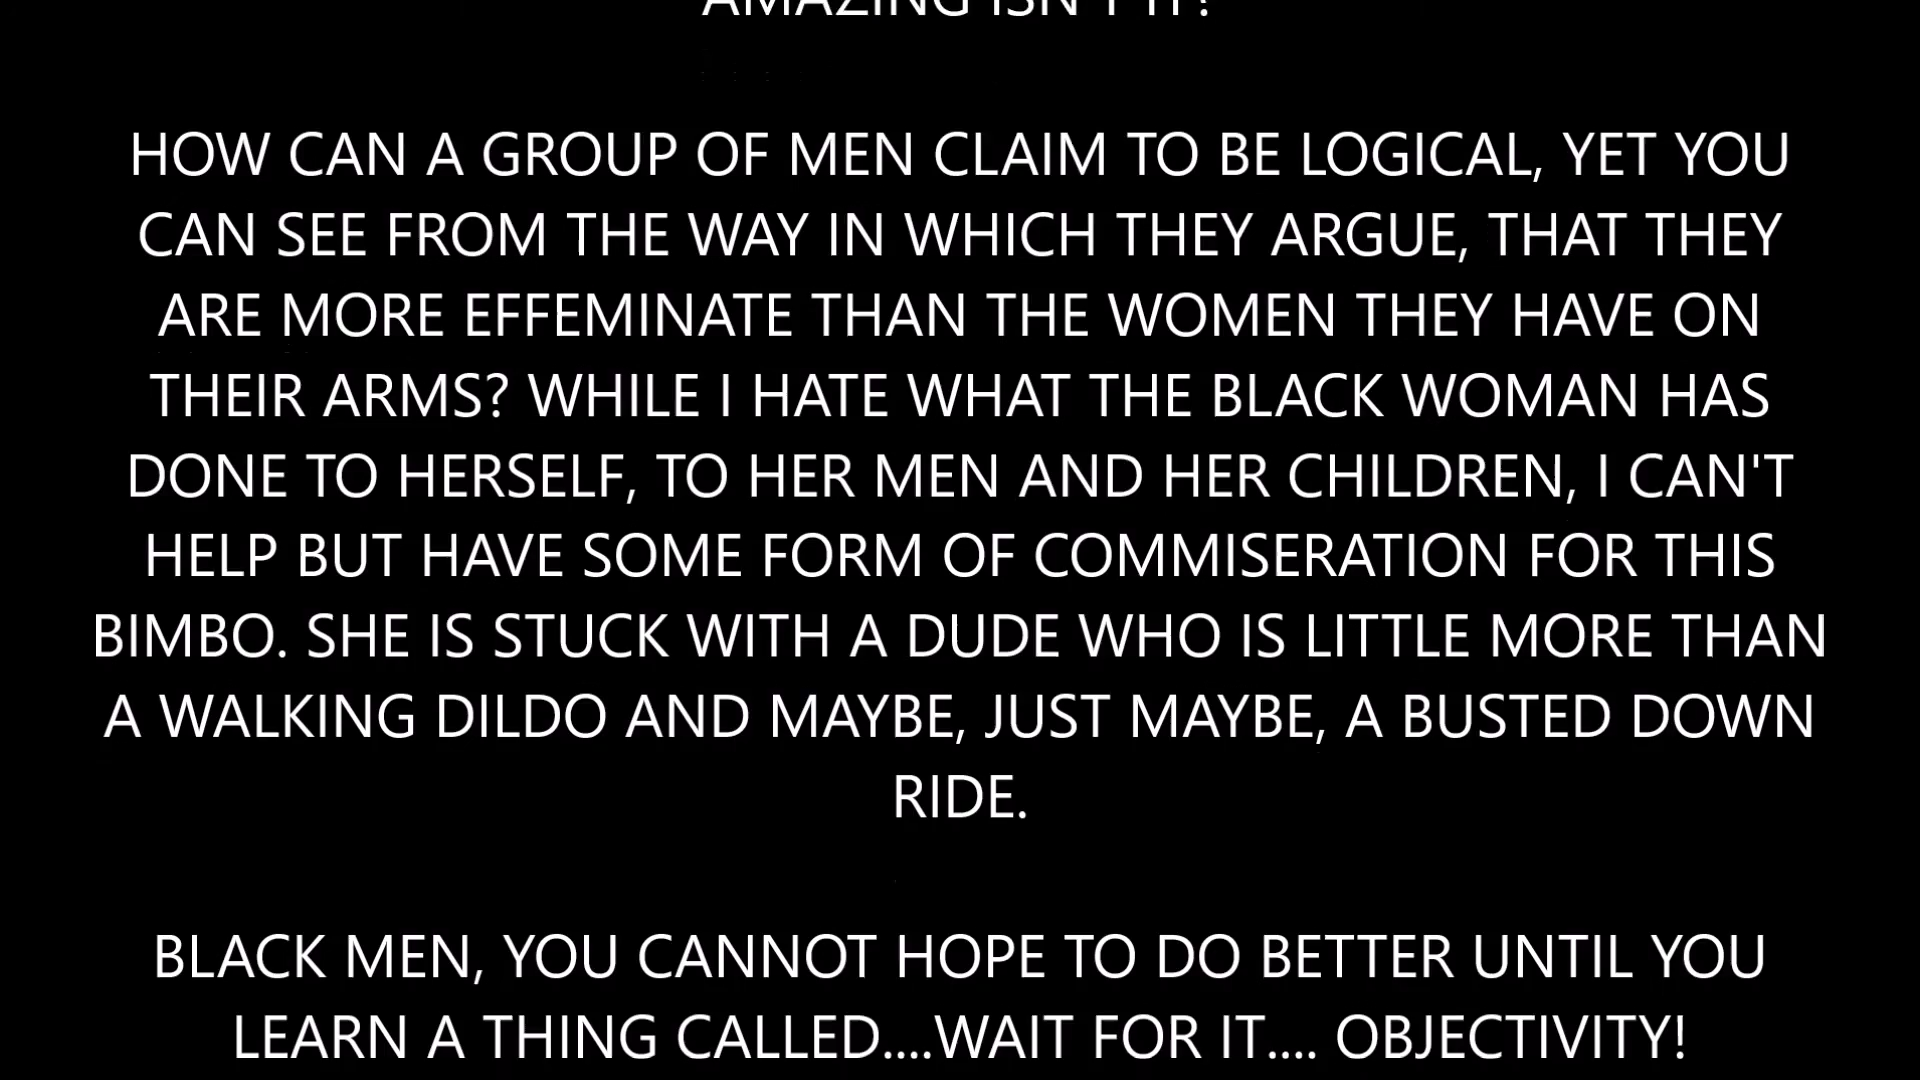 AMAZING ISN'T IT?
HOW CAN A GROUP OF MEN CLAIM TO BE LOGICAL, YET YOU
CAN SEE FROM THE WAY IN WHICH THEY ARGUE, THAT THEY
ARE MORE EFFEMINATE THAN THE WOMEN THEY HAVE ON
THEIR ARMS? WHILE I HATE WHAT THE BLACK WOMAN HAS
DONE TO HERSELF, TO HER MEN AND HER CHILDREN, I CAN'T
HELP BUT HAVE SOME FORM OF COMMISERATION FOR THIS
BIMBO. SHE IS STUCK WITH A DUDE WHO IS LITTLE MORE THAN
A WALKING DILDO AND MAYBE, JUST MAYBE, A BUSTED DOWN
RIDE.
BLACK MEN, YOU CANNOT HOPE TO DO BETTER UNTIL YOU
LEARN A THING CALLED....WAIT FOR IT.... OBJECTIVITY!